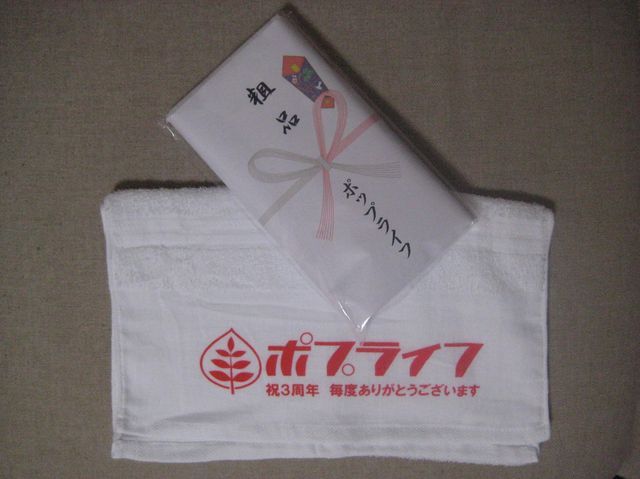 粗品
ポップライフ
ポプライフ
祝3周年 毎度ありがとうございます